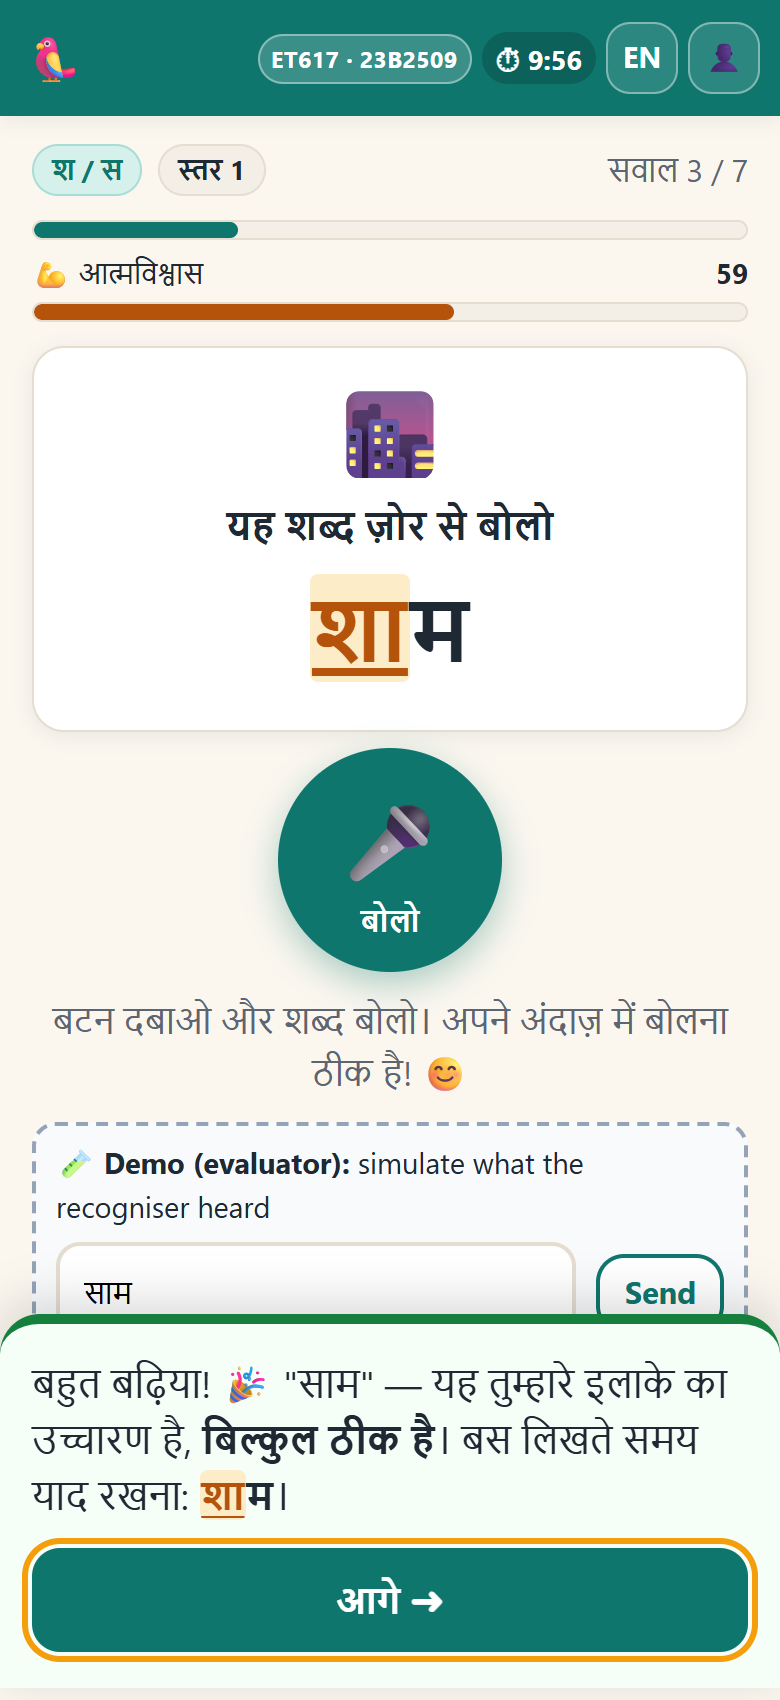 ET617 · 23B2509
9:56
EN
श / स
स्तर 1
सवाल 3 / 7
💪 आत्मविश्वास
59
यह शब्द ज़ोर से बोलो
शाम
बोलो
बटन दबाओ और शब्द बोलो। अपने अंदाज़ में बोलना
ठीक है! 😊
Demo (evaluator): simulate what the
recogniser heard
साम
Send
बहुत बढ़िया! 🎉 "साम" — यह तुम्हारे इलाके का
उच्चारण है, बिल्कुल ठीक है। बस लिखते समय
याद रखना: शाम।
आगे ➜